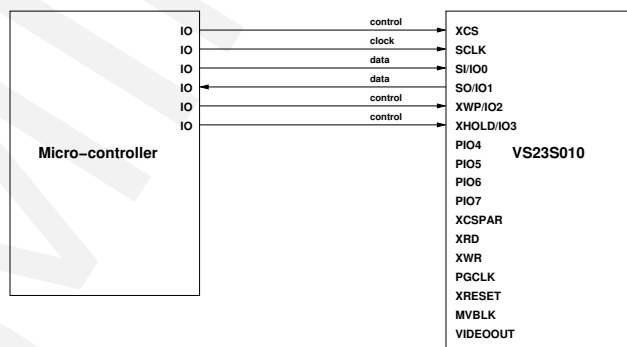 control
IO XCS
clock
IO SCLK
data
IO SI/IO0
data
IO SO/IO1
control
IO XWP/IO2
control
IO XHOLD/IO3
PIO4
Micro-controller VS23S010
PIO5
PIO6
PIO7
XCSPAR
XRD
XWR
PGCLK
XRESET
MVBLK
VIDEOOUT